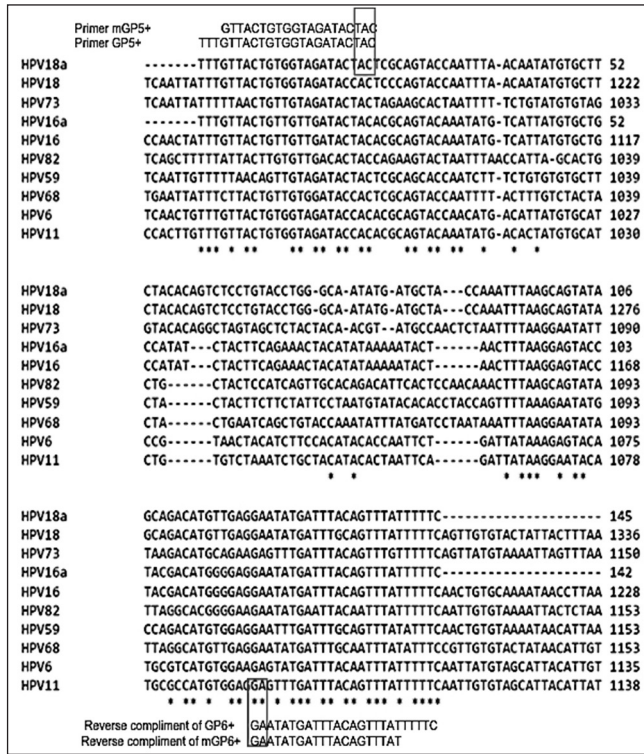 Primer mGP5+ GTTACTGTGGTAGATACTAC
Primer GP5+ TTTGTTACTGTGGTAGATACTAC
HPV18a -------TTTGTTACTGTGGTAGATACTACTCGCAGTACCAATTTA-ACAATATGTGCTT 52
HPV18 TCAATTATTTGTTACTGTGGTAGATACCACTCCCAGTACCAATTTA-ACAATATGTGCTT 1222
HPV73 TCAATTATTTTTAACTGTTGTAGATACTACTAGAAGCACTAATTTT-TCTGTATGTGTAG 1033
HPV16a -------TTTGTTACTGTTGTTGATACTACACGCAGTACAAATATG-TCATTATGTGCTG 52
HPV16 CCAACTATTTGTTACTGTTGTTGATACTACACGCAGTACAAATATG-TCATTATGTGCTG 1117
HPV82 TCAGCTTTTTATTACTTGTGTTGACACTACCAGAAGTACTAATTTAACCATTA-GCACTG 1039
HPV59 TCAATTGTTTTTAACAGTTGTAGATACTACTCGCAGCACCAATCTT-TCTGTGTGTGCTT 1039
HPV68 TGAATTATTTCTTACTGTTGTGGATACCACTCGCAGTACCAATTTT-ACTTTGTCTACTA 1039
HPV6 TCAACTGTTTGTTACTGTGGTAGATACCACACGCAGTACCAACATG-ACATTATGTGCAT 1027
HPV11 CCACTTGTTTGTTACTGTGGTAGATACCACACGCAGTACAAATATG-ACACTATGTGCAT 1030
*** * ** ** * ** ** ** ** ** * ** * * *
HPV18a CTACACAGTCTCCTGTACCTGG-GCA-ATATG-ATGCTA---CCAAATTTAAGCAGTATA 106
HPV18 CTACACAGTCTCCTGTACCTGG-GCA-ATATG-ATGCTA---CCAAATTTAAGCAGTATA 1276
HPV73 GTACACAGGCTAGTAGCTCTACTACA-ACGT--ATGCCAACTCTAATTTTAAGGAATATT 1090
HPV16a CCATAT---CTACTTCAGAAACTACATATAAAAATACT------AACTTTAAGGAGTACC 103
HPV16 CCATAT---CTACTTCAGAAACTACATATAAAAATACT------AACTTTAAGGAGTACC 1168
HPV82 CTG------CTACTCCATCAGTTGCACAGACATTCACTCCAACAAACTTTAAGCAGTATA 1093
HPV59 CTA------CTACTTCTTCTATTCCTAATGTATACACACCTACCAGTTTTAAAGAATATG 1093
HPV68 CTA------CTGAATCAGCTGTACCAAATATTTATGATCCTAATAAATTTAAGGAATATA 1093
HPV6 CCG------TAACTACATCTTCCACATACACCAATTCT------GATTATAAAGAGTACA 1075
HPV11 CTG------TGTCTAAATCTGCTACATACACTAATTCA------GATTATAAGGAATACA 1078
* * * *** * **
HPV18a GCAGACATGTTGAGGAATATGATTTACAGTTTATTTTTC--------------------- 145
HPV18 GCAGACATGTTGAGGAATATGATTTGCAGTTTATTTTTCAGTTGTGTACTATTACTTTAA 1336
HPV73 TAAGACATGCAGAAGAGTTTGATTTACAGTTTGTTTTTCAGTTATGTAAAATTAGTTTAA 1150
HPV16a TACGACATGGGGAGGAATATGATTTACAGTTTATTTTTC--------------------- 142
HPV16 TACGACATGGGGAGGAATATGATTTACAGTTTATTTTTCAACTGTGCAAAATAACCTTAA 1228
HPV82 TTAGGCACGGGGAAGAATATGAATTACAATTTATTTTTCAATTGTGTAAAATTACTCTAA 1153
HPV59 CCAGACATGTGGAGGAATTTGATTTGCAGTTTATATTTCAACTGTGTAAAATAACATTAA 1153
HPV68 TTAGGCATGTTGAGGAATATGATTTACAATTTATATTCCGTTGTGTACTATAACATTGT 1153
HPV6 TGCGTCATGTGGAAGAGTATGATTTACAATTTATTTTTCAATTATGTAGCATTACATTGT 1135
HPV11 TGCGCCATGTGGAGGAGTTTGATTTACAGTTTATTTTTCAATTGTGTAGCATTACATTAT 1138
* ** * ** ** * *** ** ** *** * ** *
Reverse compliment of GP6+ GAATATGATTTACAGTTTATTTTTC
Reverse compliment of mGP6+ GAATATGATTTACAGTTTAT